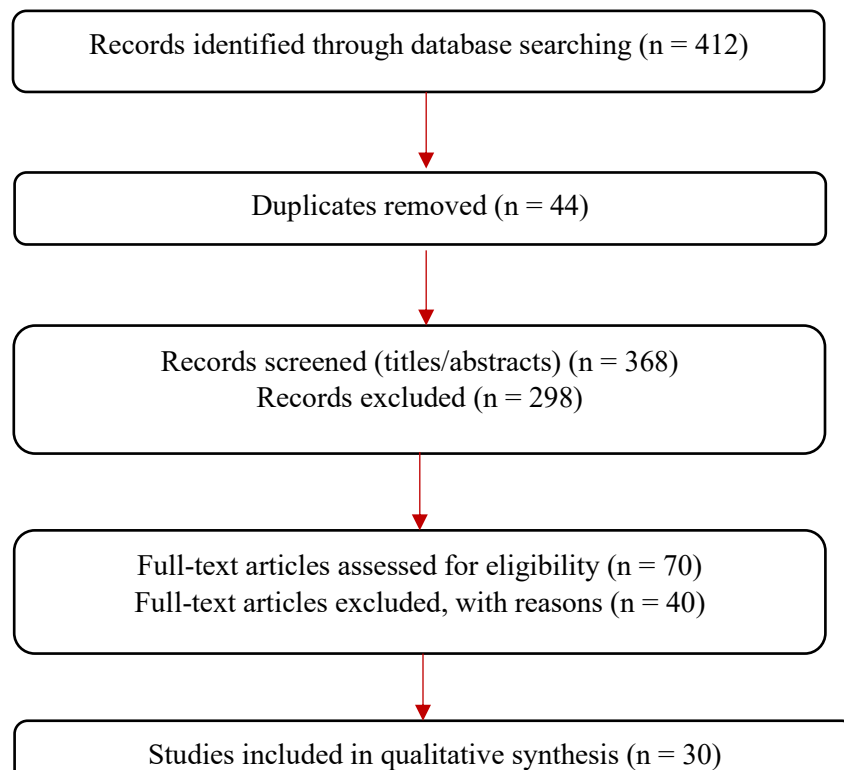 Records identified through database searching (n = 412)
Duplicates removed (n = 44)
Records screened (titles/abstracts) (n = 368)
Records excluded (n = 298)
Full-text articles assessed for eligibility (n = 70)
Full-text articles excluded, with reasons (n = 40)
Studies included in qualitative synthesis (n = 30)